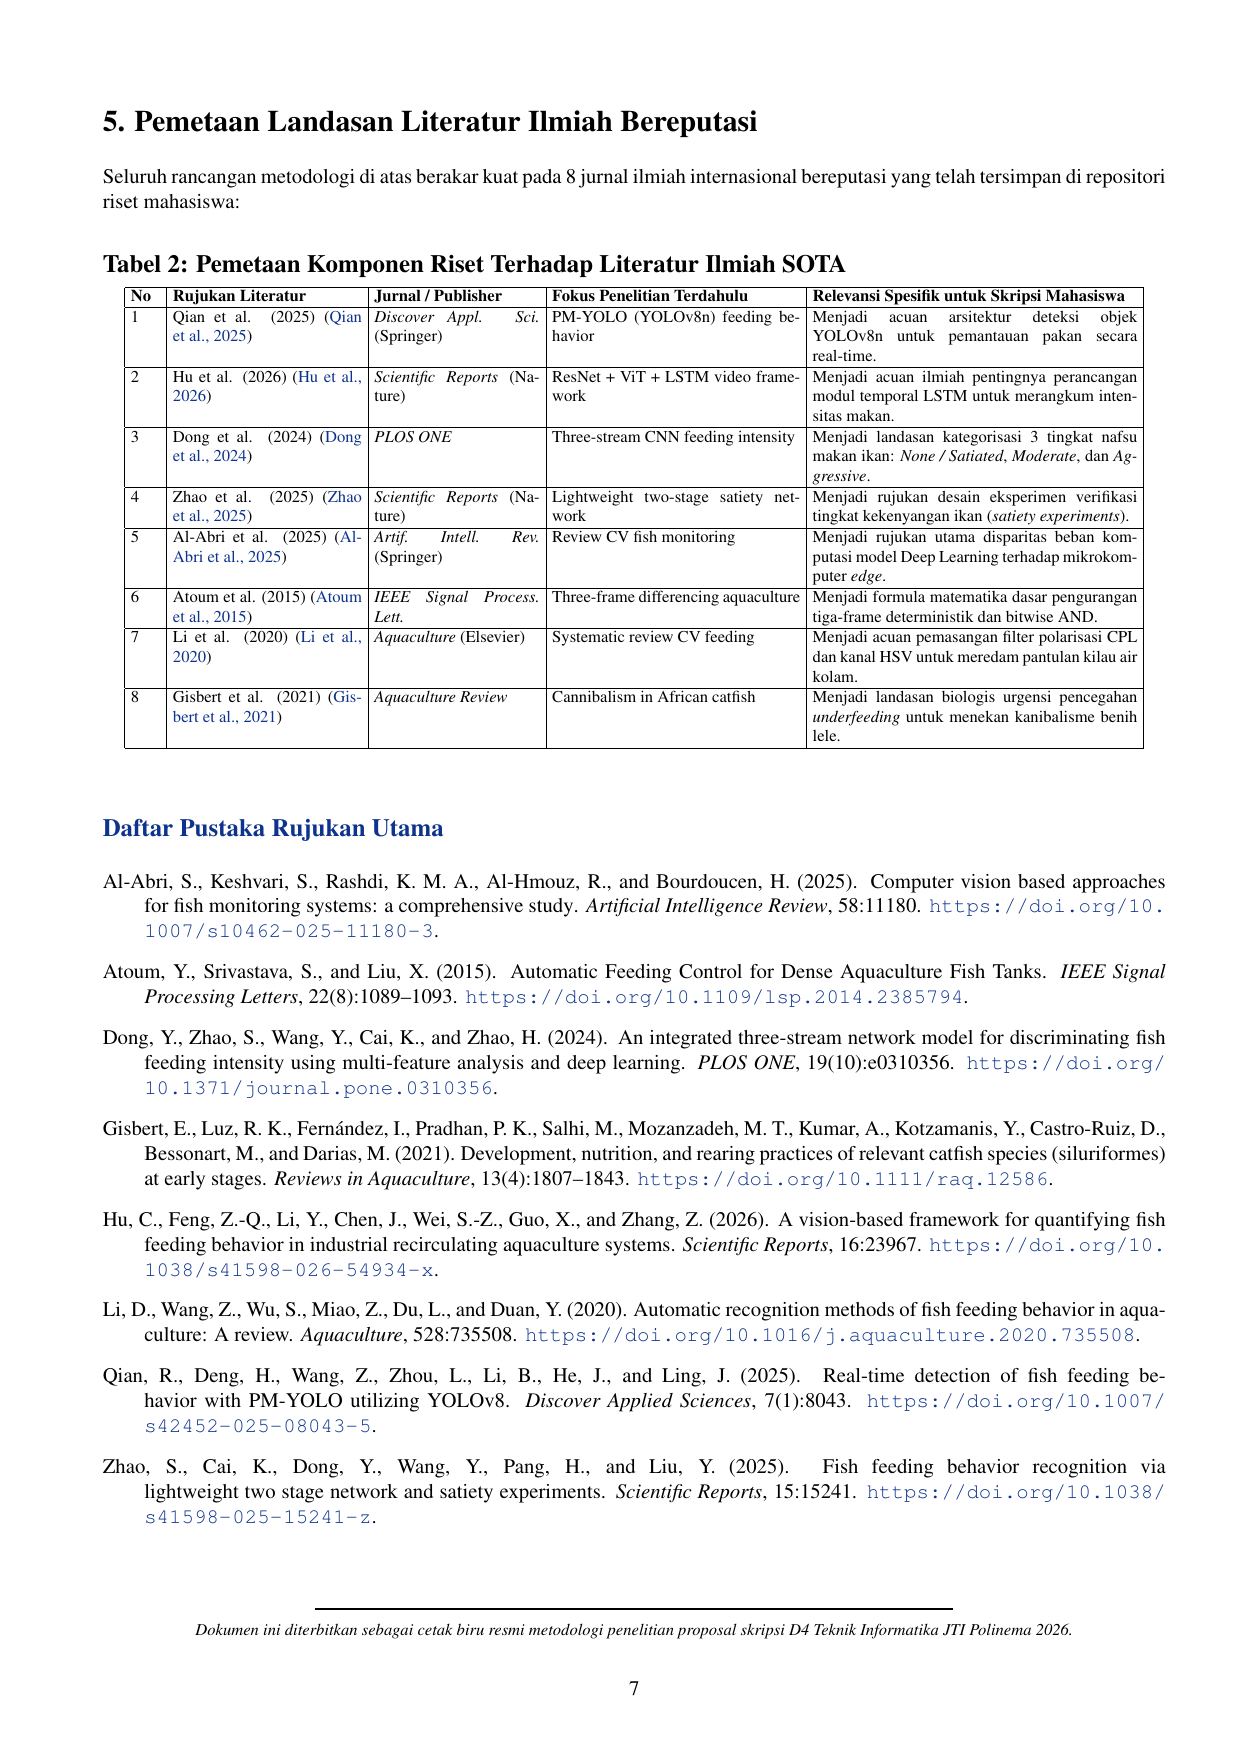 5. Pemetaan Landasan Literatur Ilmiah Bereputasi
Seluruh rancangan metodologi di atas berakar kuat pada 8 jurnal ilmiah internasional bereputasi yang telah tersimpan di repositori
riset mahasiswa:
Tabel 2: Pemetaan Komponen Riset Terhadap Literatur Ilmiah SOTA
No Rujukan Literatur Jurnal / Publisher Fokus Penelitian Terdahulu Relevansi Spesifik untuk Skripsi Mahasiswa
1 Qian et al. (2025) (Qian Discover Appl. Sci. PM-YOLO (YOLOv8n) feeding be- Menjadi acuan arsitektur deteksi objek
et al., 2025) (Springer) havior YOLOv8n untuk pemantauan pakan secara
real-time.
2 Hu et al. (2026) (Hu et al., Scientific Reports (Na- ResNet + ViT + LSTM video frame- Menjadi acuan ilmiah pentingnya perancangan
2026) ture) work modul temporal LSTM untuk merangkum inten-
sitas makan.
3 Dong et al. (2024) (Dong PLOS ONE Three-stream CNN feeding intensity Menjadi landasan kategorisasi 3 tingkat nafsu
et al., 2024) makan ikan: None / Satiated, Moderate, dan Ag-
gressive.
4 Zhao et al. (2025) (Zhao Scientific Reports (Na- Lightweight two-stage satiety net- Menjadi rujukan desain eksperimen verifikasi
et al., 2025) ture) work tingkat kekenyangan ikan (satiety experiments).
5 Al-Abri et al. (2025) (Al- Artif. Intell. Rev. Review CV fish monitoring Menjadi rujukan utama disparitas beban kom-
Abri et al., 2025) (Springer) putasi model Deep Learning terhadap mikrokom-
puter edge.
6 Atoum et al. (2015) (Atoum IEEE Signal Process. Three-frame differencing aquaculture Menjadi formula matematika dasar pengurangan
et al., 2015) Lett. tiga-frame deterministik dan bitwise AND.
7 Li et al. (2020) (Li et al., Aquaculture (Elsevier) Systematic review CV feeding Menjadi acuan pemasangan filter polarisasi CPL
2020) dan kanal HSV untuk meredam pantulan kilau air
kolam.
8 Gisbert et al. (2021) (Gis- Aquaculture Review Cannibalism in African catfish Menjadi landasan biologis urgensi pencegahan
bert et al., 2021) underfeeding untuk menekan kanibalisme benih
lele.
Daftar Pustaka Rujukan Utama
Al-Abri, S., Keshvari, S., Rashdi, K. M. A., Al-Hmouz, R., and Bourdoucen, H. (2025). Computer vision based approaches
for fish monitoring systems: a comprehensive study. Artificial Intelligence Review, 58:11180. https://doi.org/10.
1007/s10462-025-11180-3.
Atoum, Y., Srivastava, S., and Liu, X. (2015). Automatic Feeding Control for Dense Aquaculture Fish Tanks. IEEE Signal
Processing Letters, 22(8):1089–1093. https://doi.org/10.1109/lsp.2014.2385794.
Dong, Y., Zhao, S., Wang, Y., Cai, K., and Zhao, H. (2024). An integrated three-stream network model for discriminating fish
feeding intensity using multi-feature analysis and deep learning. PLOS ONE, 19(10):e0310356. https://doi.org/
10.1371/journal.pone.0310356.
Gisbert, E., Luz, R. K., Fernández, I., Pradhan, P. K., Salhi, M., Mozanzadeh, M. T., Kumar, A., Kotzamanis, Y., Castro-Ruiz, D.,
Bessonart, M., and Darias, M. (2021). Development, nutrition, and rearing practices of relevant catfish species (siluriformes)
at early stages. Reviews in Aquaculture, 13(4):1807–1843. https://doi.org/10.1111/raq.12586.
Hu, C., Feng, Z.-Q., Li, Y., Chen, J., Wei, S.-Z., Guo, X., and Zhang, Z. (2026). A vision-based framework for quantifying fish
feeding behavior in industrial recirculating aquaculture systems. Scientific Reports, 16:23967. https://doi.org/10.
1038/s41598-026-54934-x.
Li, D., Wang, Z., Wu, S., Miao, Z., Du, L., and Duan, Y. (2020). Automatic recognition methods of fish feeding behavior in aqua-
culture: A review. Aquaculture, 528:735508. https://doi.org/10.1016/j.aquaculture.2020.735508.
Qian, R., Deng, H., Wang, Z., Zhou, L., Li, B., He, J., and Ling, J. (2025). Real-time detection of fish feeding be-
havior with PM-YOLO utilizing YOLOv8. Discover Applied Sciences, 7(1):8043. https://doi.org/10.1007/
s42452-025-08043-5.
Zhao, S., Cai, K., Dong, Y., Wang, Y., Pang, H., and Liu, Y. (2025). Fish feeding behavior recognition via
lightweight two stage network and satiety experiments. Scientific Reports, 15:15241. https://doi.org/10.1038/
s41598-025-15241-z.
Dokumen ini diterbitkan sebagai cetak biru resmi metodologi penelitian proposal skripsi D4 Teknik Informatika JTI Polinema 2026.
7